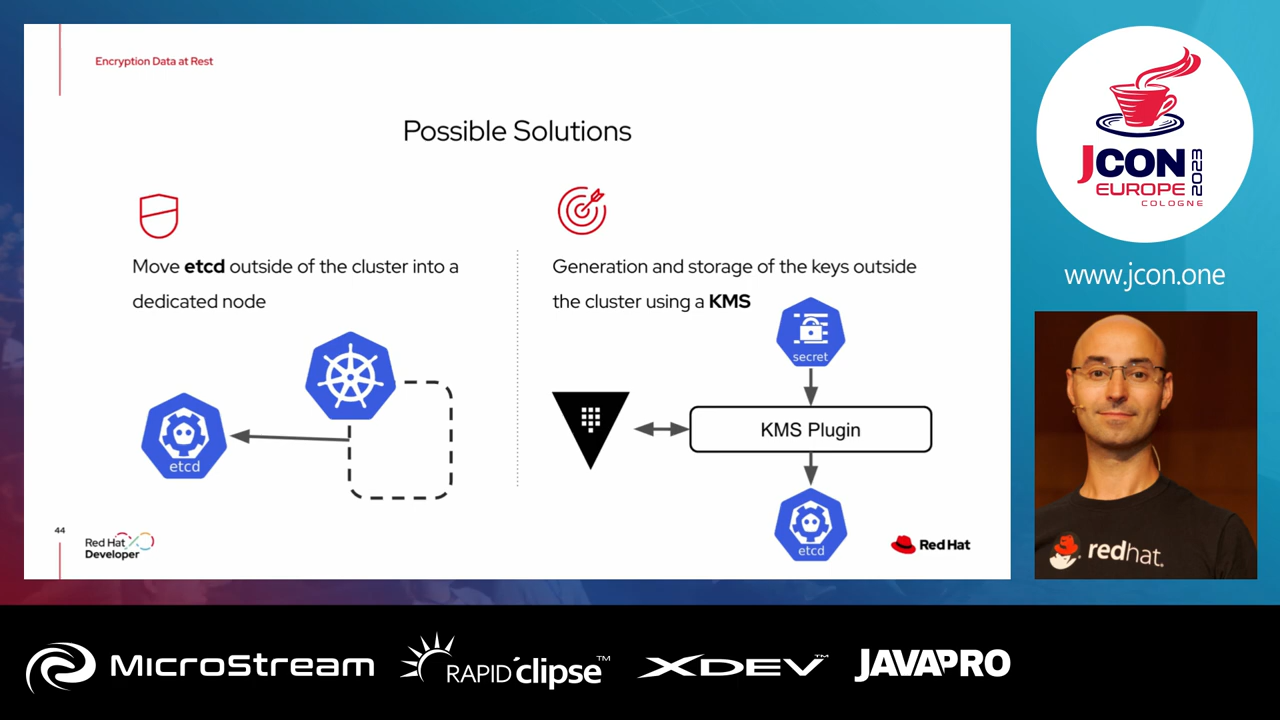 Encryption Data at Rest
Possible Solutions
Move etcd outside of the cluster into a
dedicated node
etcd
Generation and storage of the keys outside
the cluster using a KMS
secret
KMS Plugin
etcd
44
Red Hat
Developer
Red Hat
JCON
EUROPE
2023
COLOGNE
www.jcon.one
redhat.
MicroStream
RAPIDclipse™
XDEV™
JAVAPRO